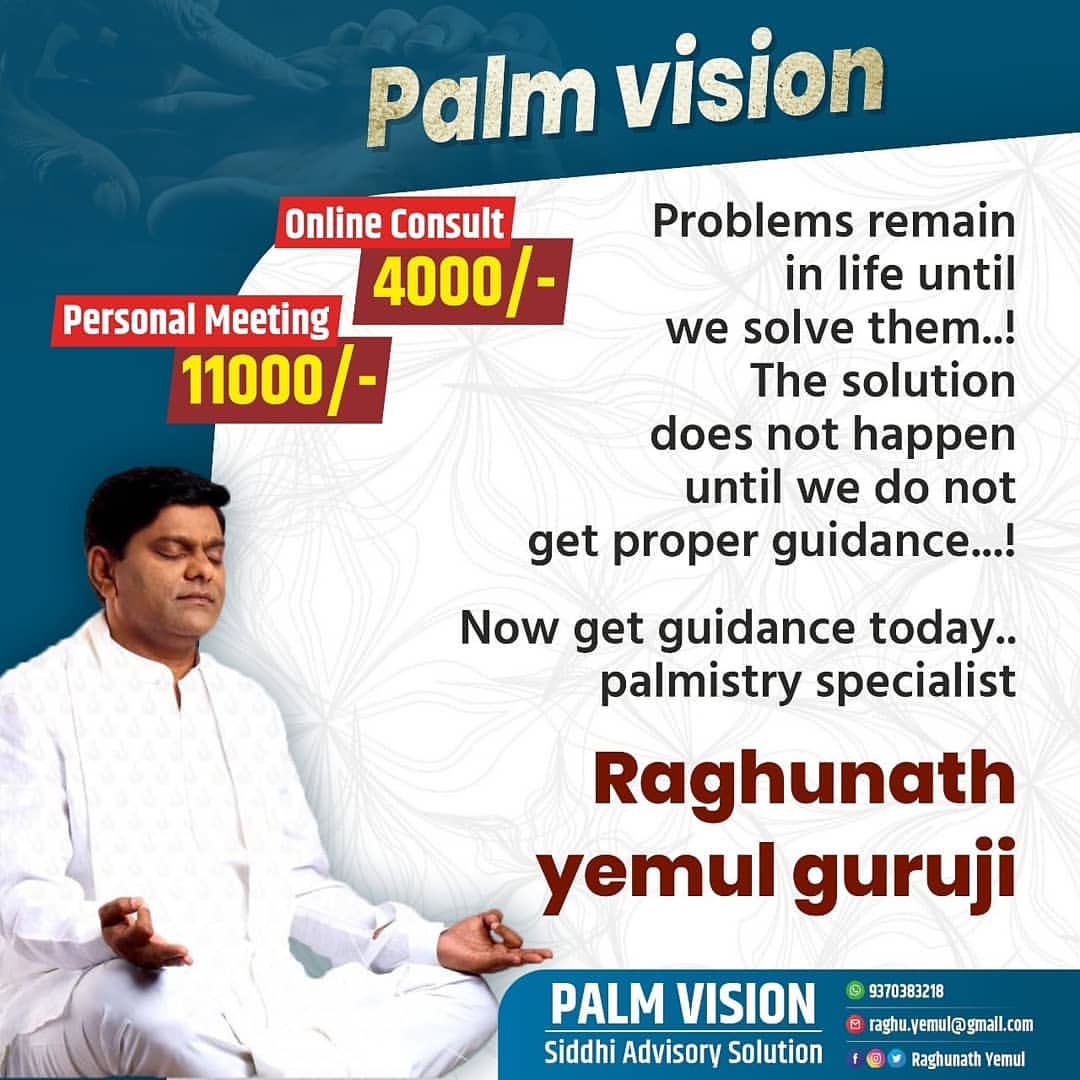 Palm vision
Online Consult
4000/-
Personal Meeting
11000/-
Problems remain
in life until
we solve them..!
The solution
does not happen
until we do not
get proper guidance...!
Now get guidance today..
palmistry specialist
Raghunath
yemul guruji
PALM VISION
Siddhi Advisory Solution
9370383218
raghu.yemul@gmail.com
Raghunath Yemul